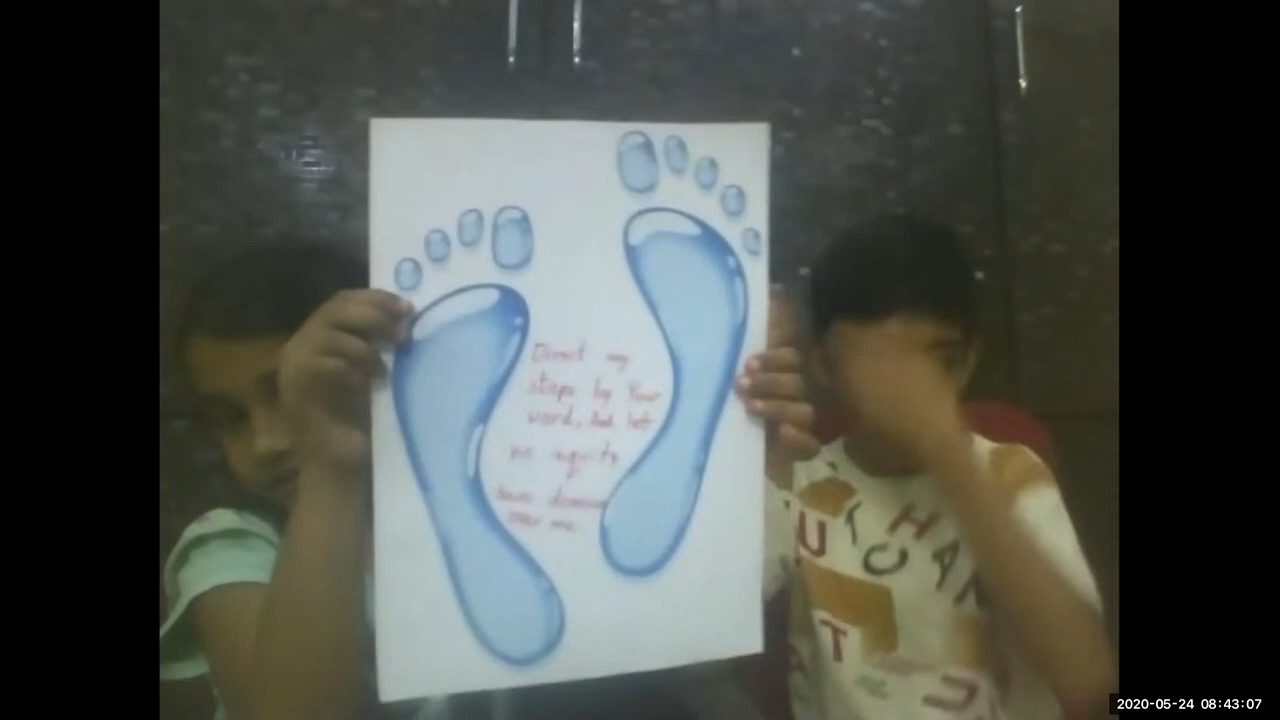 Direct my
steps by Your
word, and let
no
have dominion
over me.
U T C H A
T
2020-05-24 08:43:07